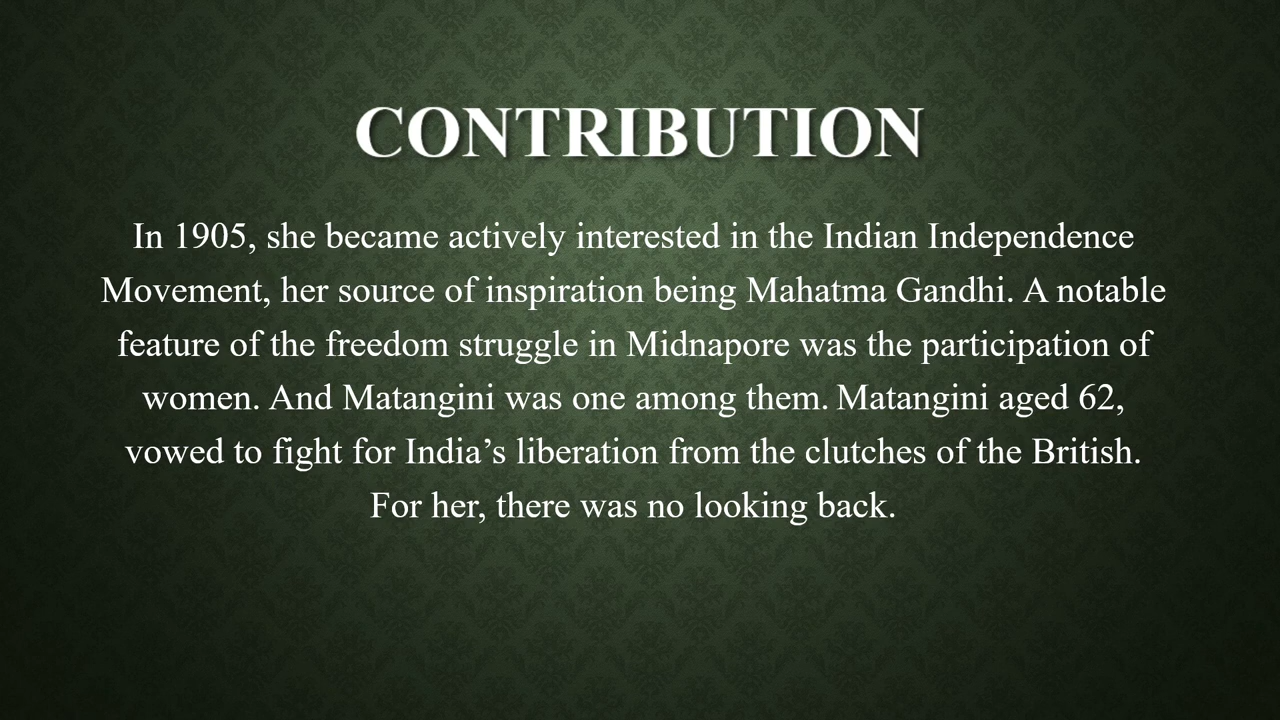 CONTRIBUTION
In 1905, she became actively interested in the Indian Independence
Movement, her source of inspiration being Mahatma Gandhi. A notable
feature of the freedom struggle in Midnapore was the participation of
women. And Matangini was one among them. Matangini aged 62,
vowed to fight for India’s liberation from the clutches of the British.
For her, there was no looking back.